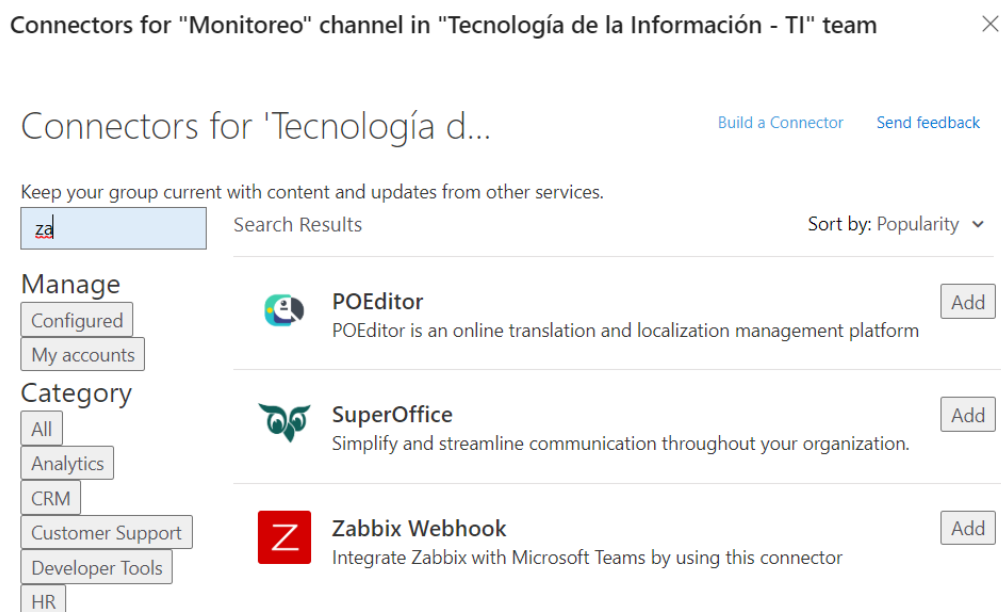 Connectors for "Monitoreo" channel in "Tecnología de la Información - TI" team
Connectors for 'Tecnología d...
Build a Connector
Send feedback
Keep your group current with content and updates from other services.
za
Search Results
Sort by: Popularity
Manage
Configured
My accounts
Category
All
Analytics
CRM
Customer Support
Developer Tools
HR
POEditor
Add
POEditor is an online translation and localization management platform
SuperOffice
Add
Simplify and streamline communication throughout your organization.
Z
Zabbix Webhook
Add
Integrate Zabbix with Microsoft Teams by using this connector